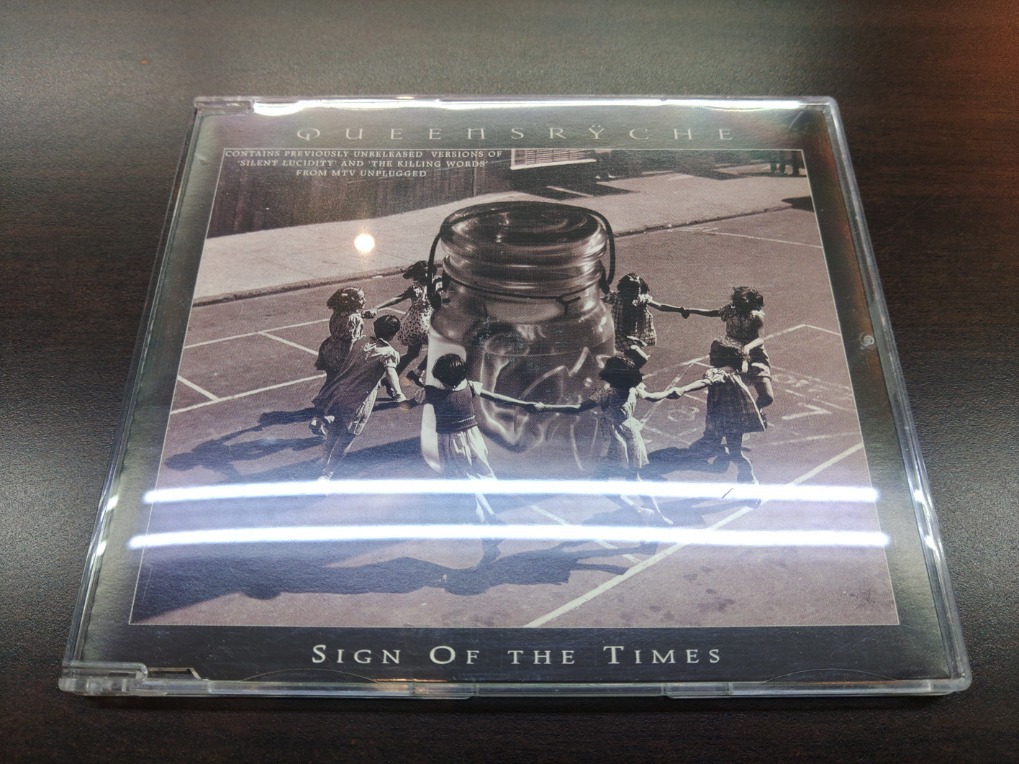 QUEENSRŸCHE
CONTAINS PREVIOUSLY UNRELEASED VERSIONS OF
'SILENT LUCIDITY' AND 'THE KILLING WORDS'
FROM MTV UNPLUGGED
SIGN OF THE TIMES